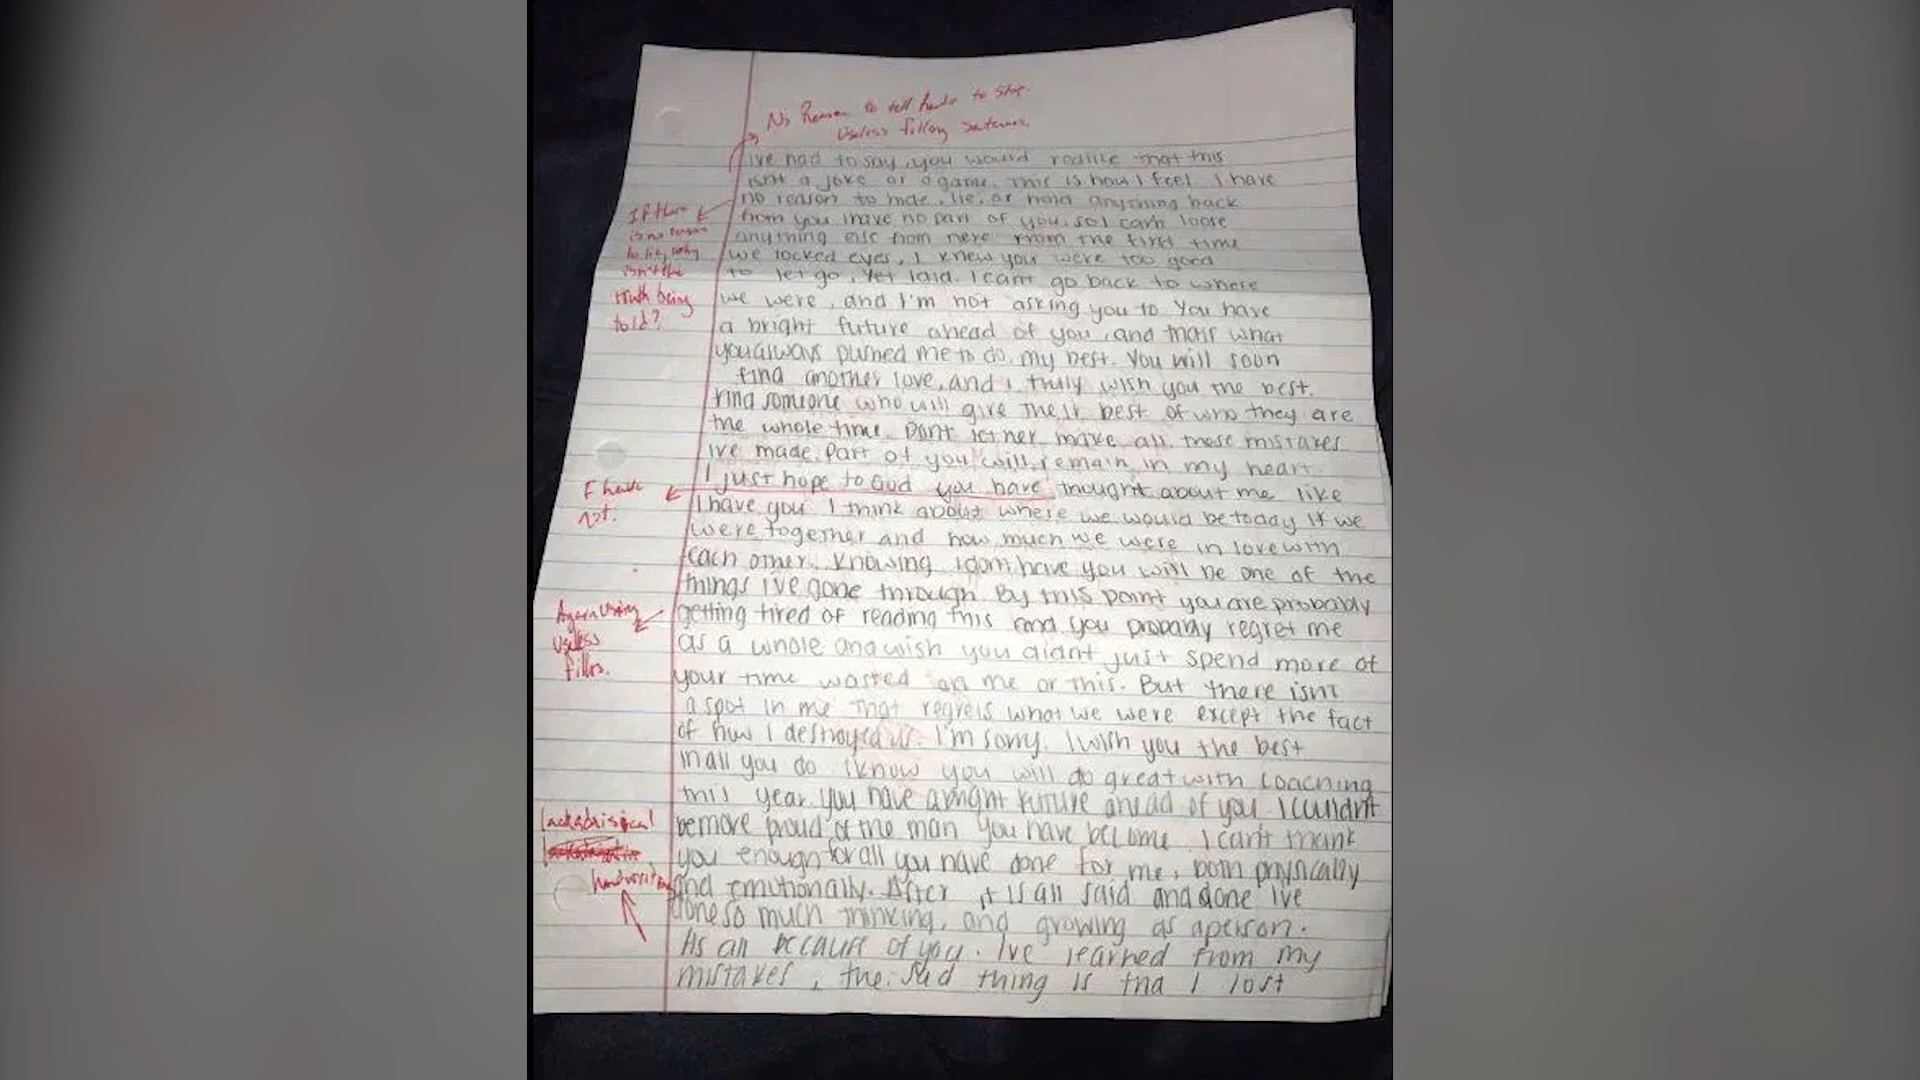 No Reason to tell reader to stop.
Useless filler sentence.
ive had to say, you would realize that this
isnt a joke or a game. This is how I feel. I have
no reason to hide, lie, or hold anything back
from you. I have no part of you, so I cant loose
anything else from here. From the first time
we locked eyes, I knew you were too good
to let go. Yet I did. I cant go back to where
we were, and I'm not asking you to. You have
a bright future ahead of you, and thats what
you always pushed me to do. my best. You will soon
find another love, and I truly wish you the best.
Find someone who will give their best of who they are
the whole time. Dont let her make all these mistakes
ive made. Part of you will remain in my heart.
I just hope to God you have thought about me like
I have you. I think about where we would be today if we
were together and how much we were in love with
each other. Knowing I dont have you will be one of the
things I've gone through. By this point you are probably
getting tired of reading this and you probably regret me
as a whole and wish you didnt just spend more of
your time wasted on me or this. But there isnt
a spot in me that regrets what we were except the fact
of how I destroyed us. I'm sorry. I wish you the best
in all you do. I know you will do great with coaching
this year. you have a bright future ahead of you. I couldnt
be more proud of the man you have become. I can't thank
you enough for all you have done for me, both physically
and emotionally. After it is all said and done I've
done so much thinking, and growing as a person.
Its all because of you. I've learned from my
mistakes, the sad thing is tha I lost
If there
is no reason
to lie, why
isn't the
truth being
told?
I have
not.
Again using
useless
filler.
lackadaisical
handwriting